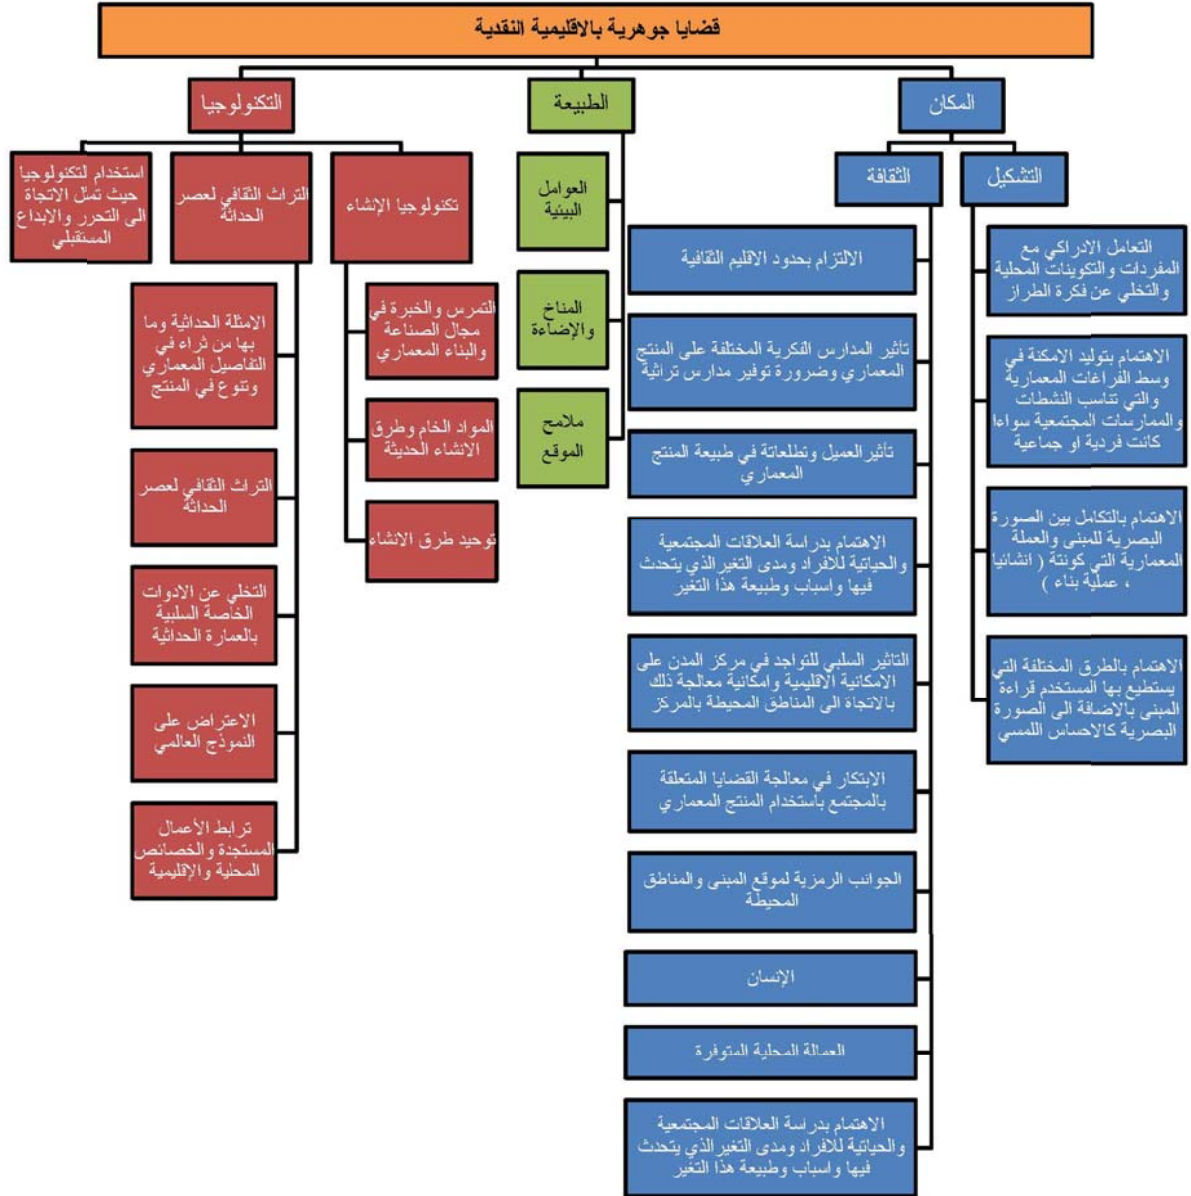 قضايا جوهرية بالاقليمية النقدية
المكان
الطبيعة
التكنولوجيا
التشكيل
الثقافة
التعامل الادراكي مع
المفردات والتكوينات المحلية
والتخلي عن فكرة الطراز
الاهتمام بتوليد الامكنة في
وسط الفراغات المعمارية
والتي تناسب النشطات
والممارسات المجتمعية سواءا
كانت فردية او جماعية
الاهتمام بالتكامل بين الصورة
البصرية للمبنى والعملة
المعمارية التي كونتة ( انشائيا
، عملية بناء )
الاهتمام بالطرق المختلفة التي
يستطيع بها المستخدم قراءة
المبنى بالاضافة الى الصورة
البصرية كالاحساس اللمسي
الالتزام بحدود الاقليم الثقافية
تأثير المدارس الفكرية المختلفة على المنتج
المعماري وضرورة توفير مدارس تراثية
تأثير العميل وتطلعاتة في طبيعة المنتج
المعماري
الاهتمام بدراسة العلاقات المجتمعية
والحياتية للافراد ومدى التغير الذي يتحدث
فيها واسباب وطبيعة هذا التغير
التاثير السلبي للتواجد في مركز المدن على
الامكانية الاقليمية وامكانية معالجة ذلك
بالاتجاة الى المناطق المحيطة بالمركز
الابتكار في معالجة القضايا المتعلقة
بالمجتمع بأستخدام المنتج المعماري
الجوانب الرمزية لموقع المبنى والمناطق
المحيطة
الإنسان
العمالة المحلية المتوفرة
الاهتمام بدراسة العلاقات المجتمعية
والحياتية للافراد ومدى التغير الذي يتحدث
فيها واسباب وطبيعة هذا التغير
العوامل
البيئية
المناخ
والإضاءة
ملامح
الموقع
تكنولوجيا الإنشاء
التمرس والخبرة في
مجال الصناعة
والبناء المعماري
المواد الخام وطرق
الانشاء الحديثة
توحيد طرق الانشاء
التراث الثقافي لعصر
الحداثة
الامثلة الحداثية وما
بها من ثراء في
التفاصيل المعماري
وتنوع في المنتج
التراث الثقافي لعصر
الحداثة
التخلي عن الادوات
الخاصة السلبية
بالعمارة الحداثية
الاعتراض على
النموذج العالمي
ترابط الأعمال
المستجدة والخصائص
المحلية والإقليمية
استخدام لتكنولوجيا
حيث تمثل الاتجاة
الى التحرر والابداع
المستقبلي